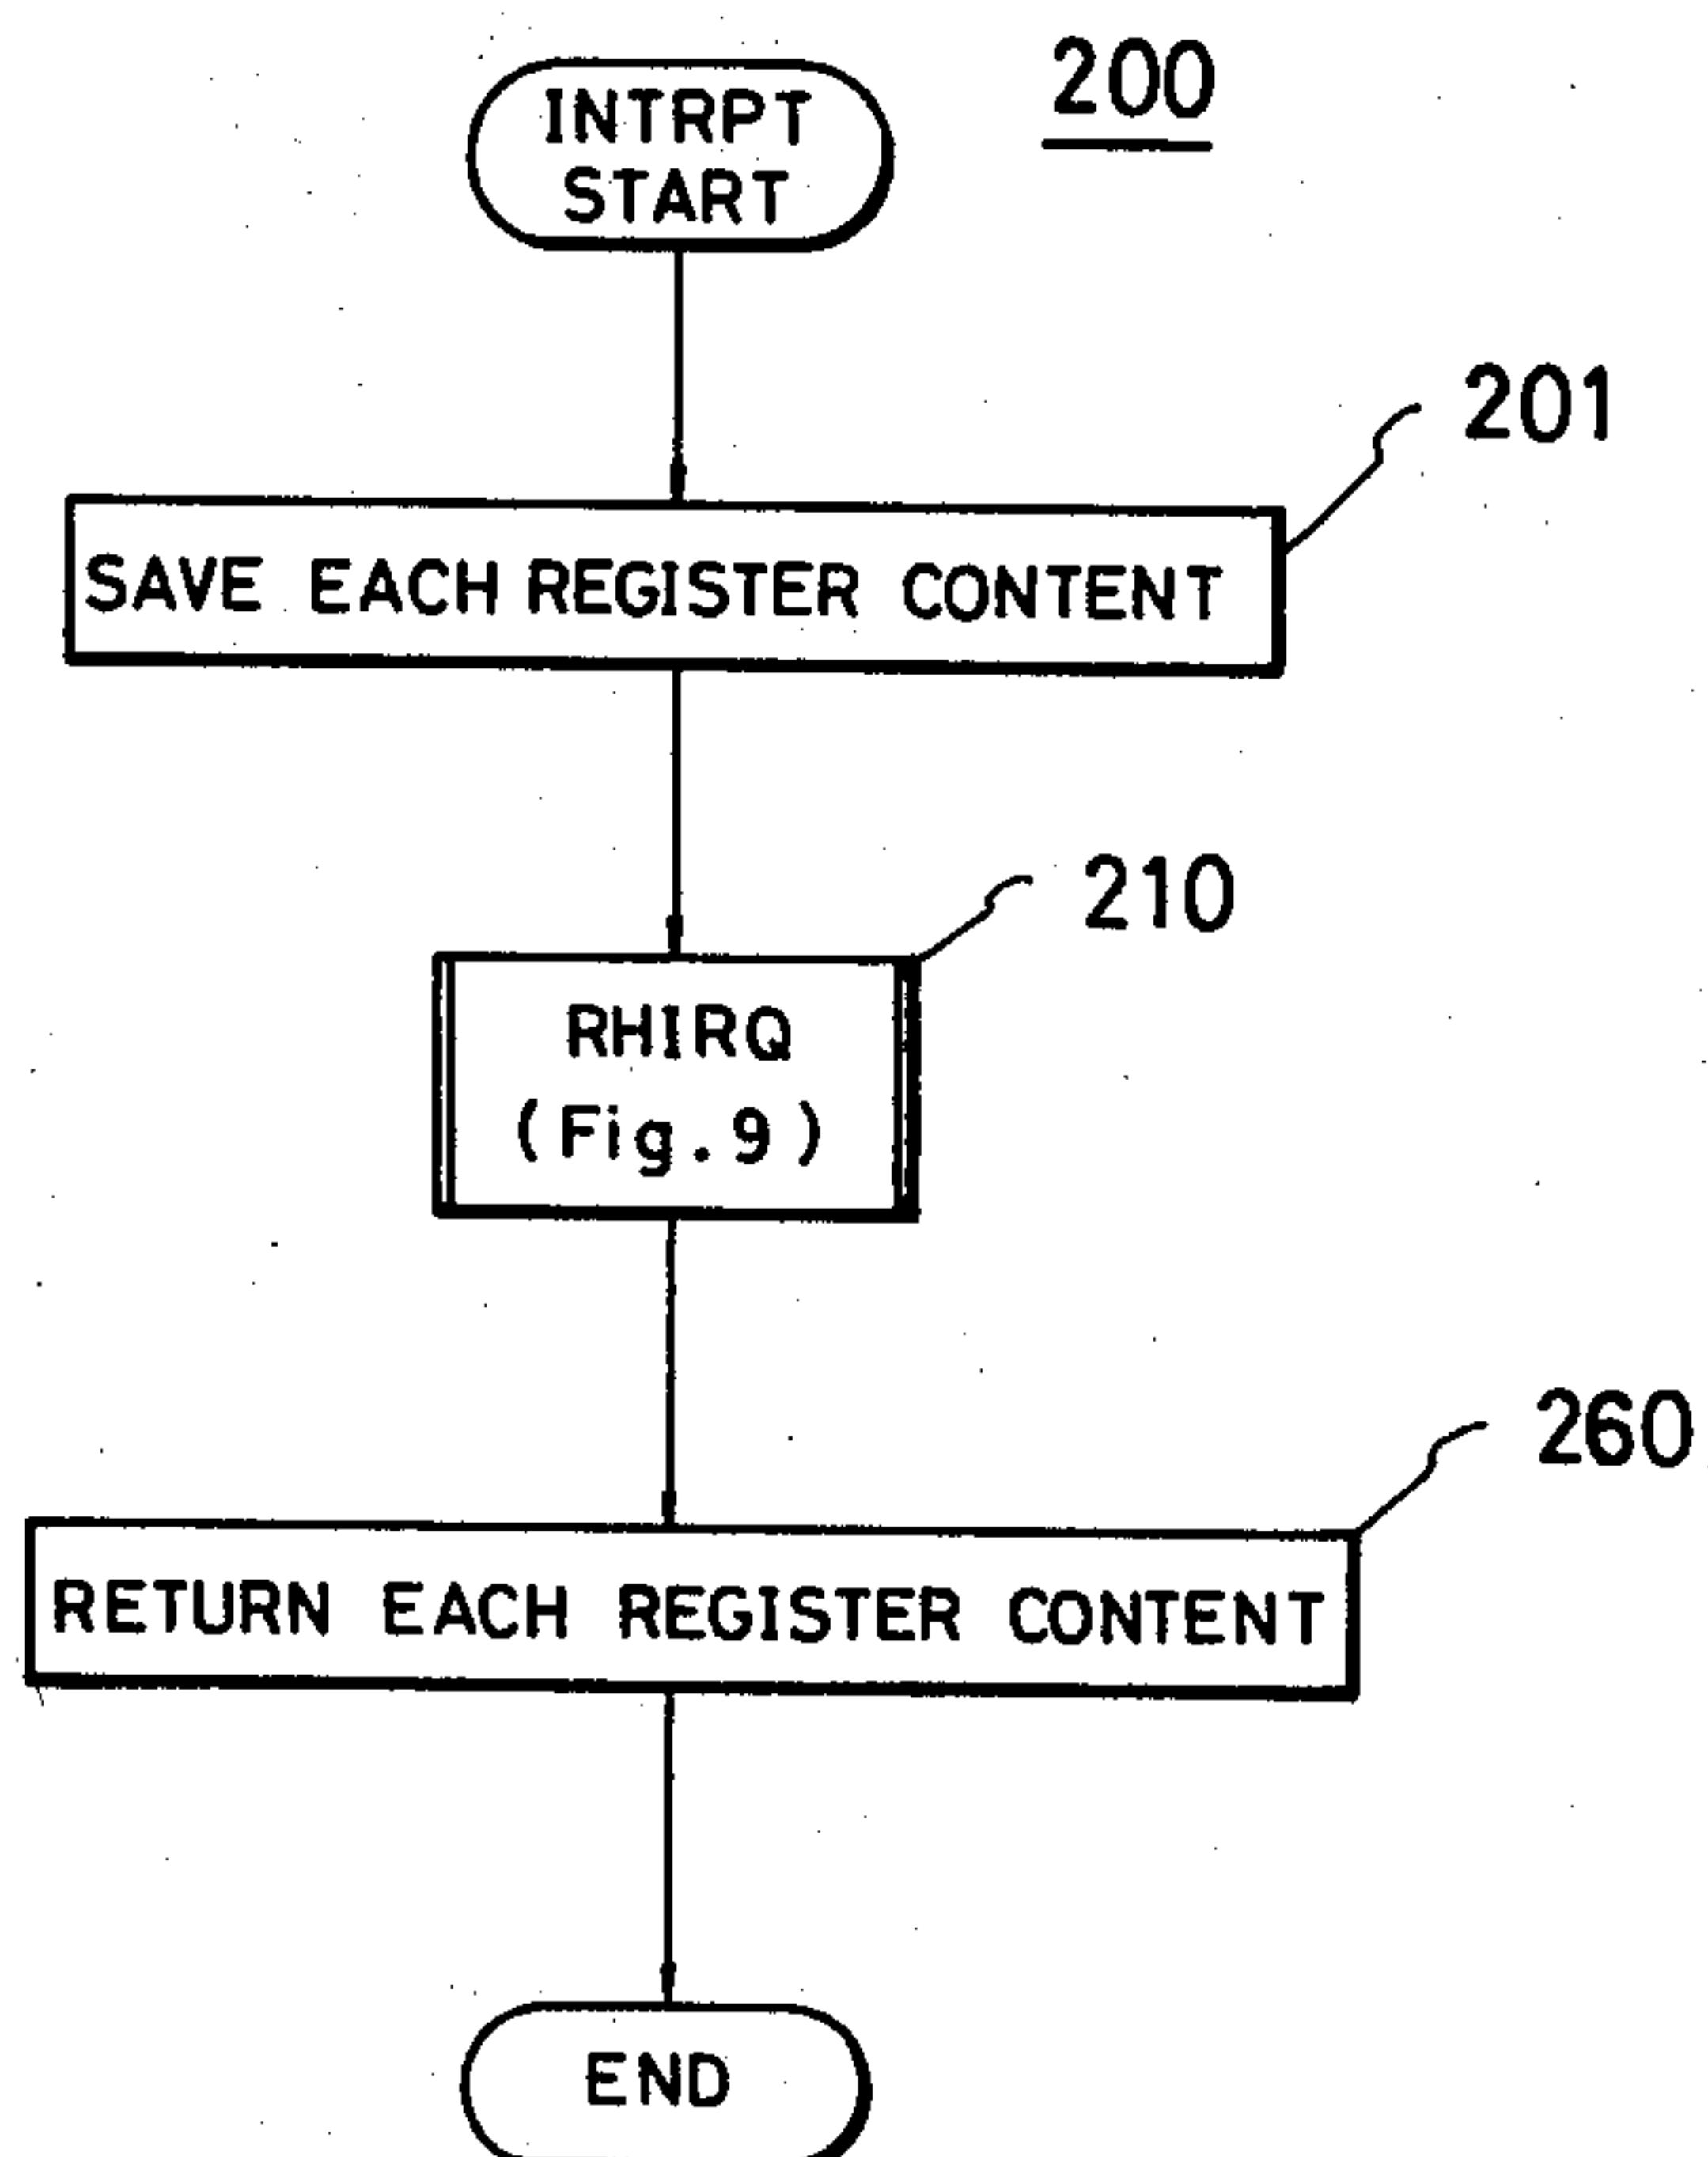 INTRPT
START
200
201
SAVE EACH REGISTER CONTENT
210
RHIRQ
(Fig.9)
260
RETURN EACH REGISTER CONTENT
END